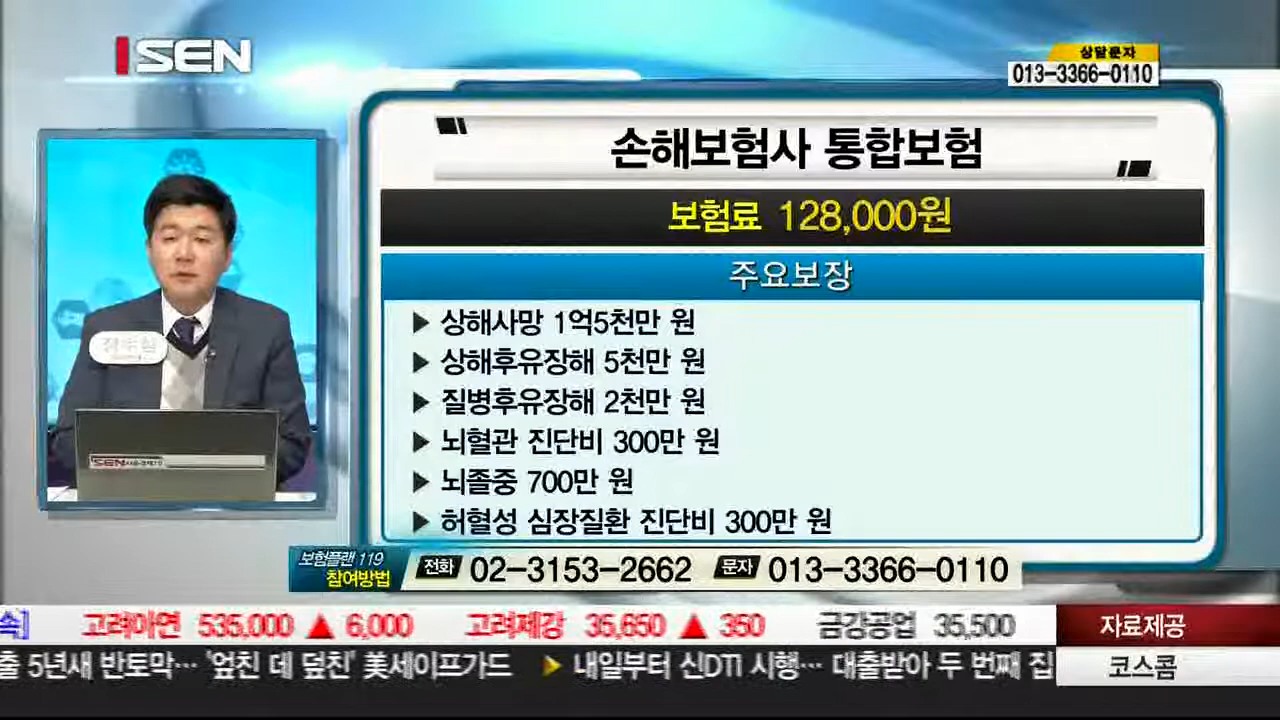 SEN
상담문자
013-3366-0110
손해보험사 통합보험
보험료 128,000원
주요보장
▶ 상해사망 1억5천만 원
▶ 상해후유장해 5천만 원
▶ 질병후유장해 2천만 원
▶ 뇌혈관 진단비 300만 원
▶ 뇌졸중 700만 원
▶ 허혈성 심장질환 진단비 300만 원
SEN
보험플랜 119
참여방법
전화 02-3153-2662 문자 013-3366-0110
속] 고려아연 535,000 ▲ 6,000 고려제강 35,650 ▲ 350 금강공업 35,500
자료제공
출 5년새 반토막… '엎친 데 덮친' 美세이프가드 ▶ 내일부터 신DTI 시행… 대출받아 두 번째 집
코스콤